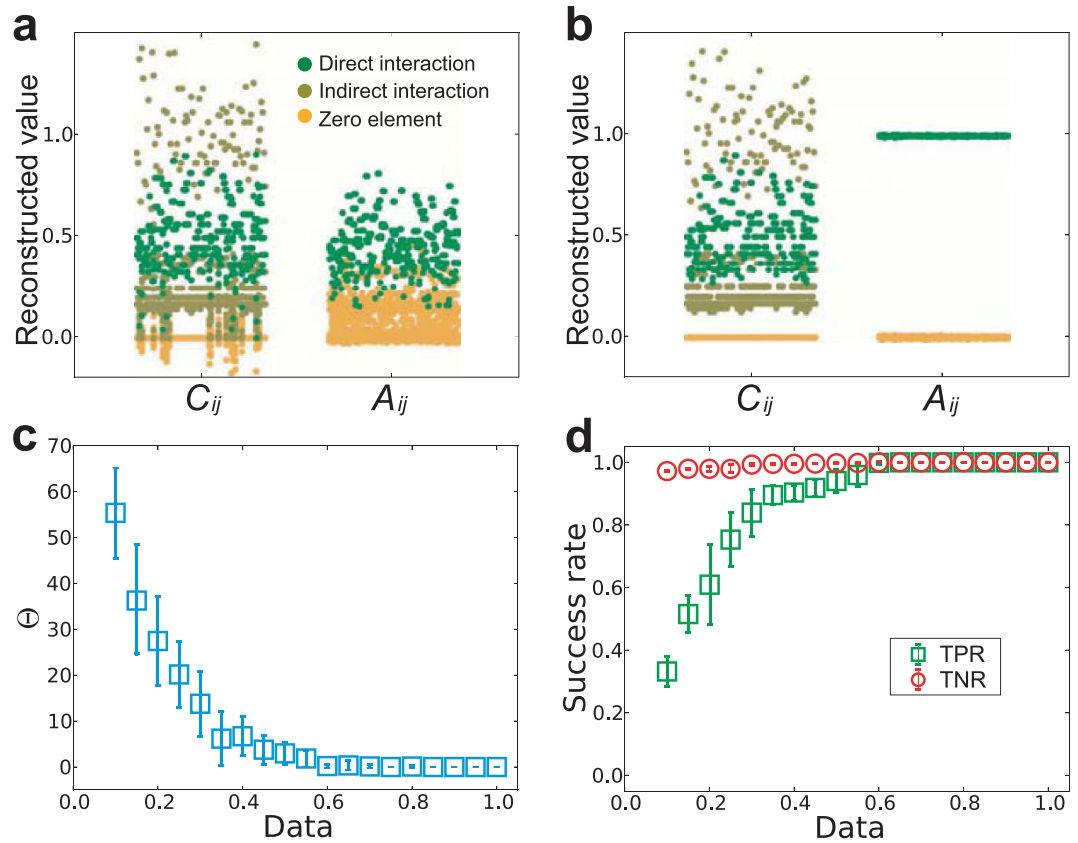 a
Reconstructed value
1.0
0.5
0.0
Direct interaction
Indirect interaction
Zero element
Cij
Aij
b
Reconstructed value
1.0
0.5
0.0
Cij
Aij
c
Θ
70
60
50
40
30
20
10
0
0.0 0.2 0.4 0.6 0.8 1.0
Data
d
Success rate
1.0
0.8
0.6
0.4
0.2
0.0
TPR
TNR
0.0 0.2 0.4 0.6 0.8 1.0
Data